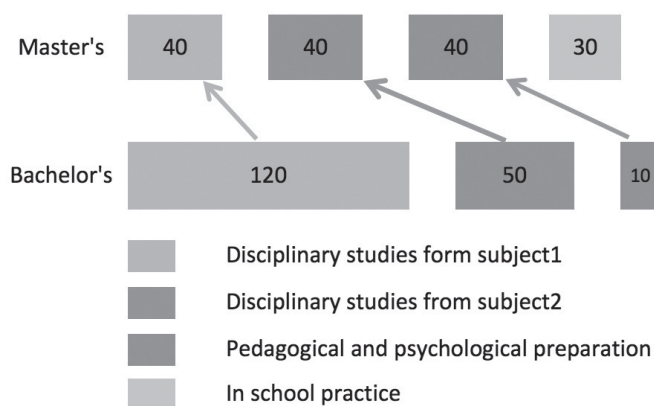 Master's 40 40 40 30
Bachelor's 120 50 10
Disciplinary studies form subject1
Disciplinary studies from subject2
Pedagogical and psychological preparation
In school practice